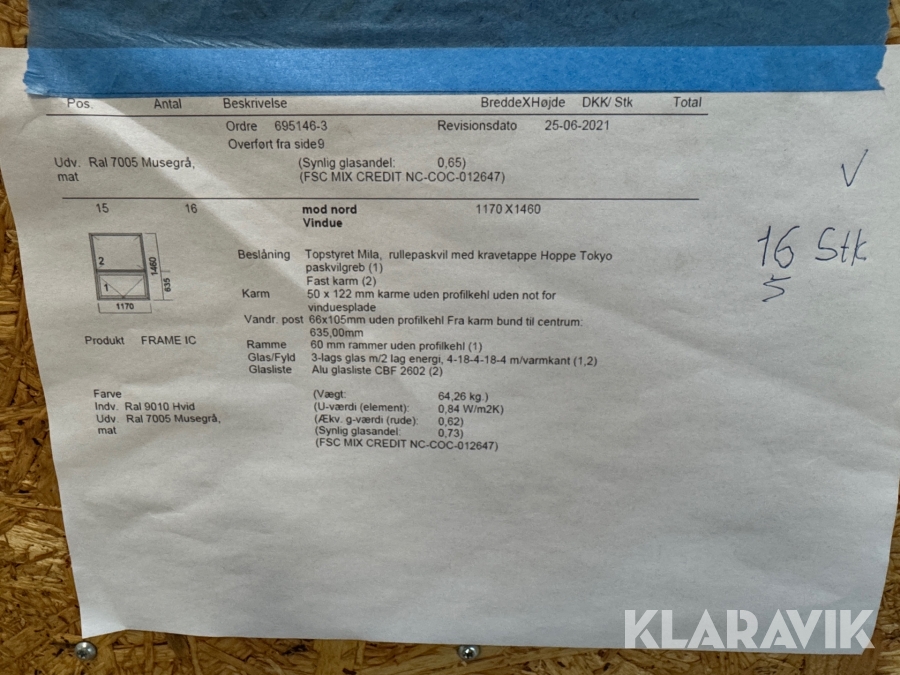 Pos. Antal Beskrivelse BreddeXHøjde DKK/ Stk Total
Ordre 695146-3 Revisionsdato 25-06-2021
Overført fra side9
Udv. Ral 7005 Musegrå, (Synlig glasandel: 0,65)
mat (FSC MIX CREDIT NC-COC-012647)
V
15 16 mod nord 1170 X 1460
Vindue
16 Stk
5
2
1
1460
635
1170
Beslåning Topstyret Mila, rullepaskvil med kravetappe Hoppe Tokyo
paskvilgreb (1)
Fast karm (2)
Karm 50 x 122 mm karme uden profilkehl uden not for
vinduesplade
Vandr. post 66x105mm uden profilkehl Fra karm bund til centrum:
635,00mm
Produkt FRAME IC
Ramme 60 mm rammer uden profilkehl (1)
Glas/Fyld 3-lags glas m/2 lag energi, 4-18-4-18-4 m/varmkant (1,2)
Glasliste Alu glasliste CBF 2602 (2)
Farve (Vægt: 64,26 kg.)
Indv. Ral 9010 Hvid (U-værdi (element): 0,84 W/m2K)
Udv. Ral 7005 Musegrå, (Ækv. g-værdi (rude): 0,62)
mat (Synlig glasandel: 0,73)
(FSC MIX CREDIT NC-COC-012647)
KLARAVIK